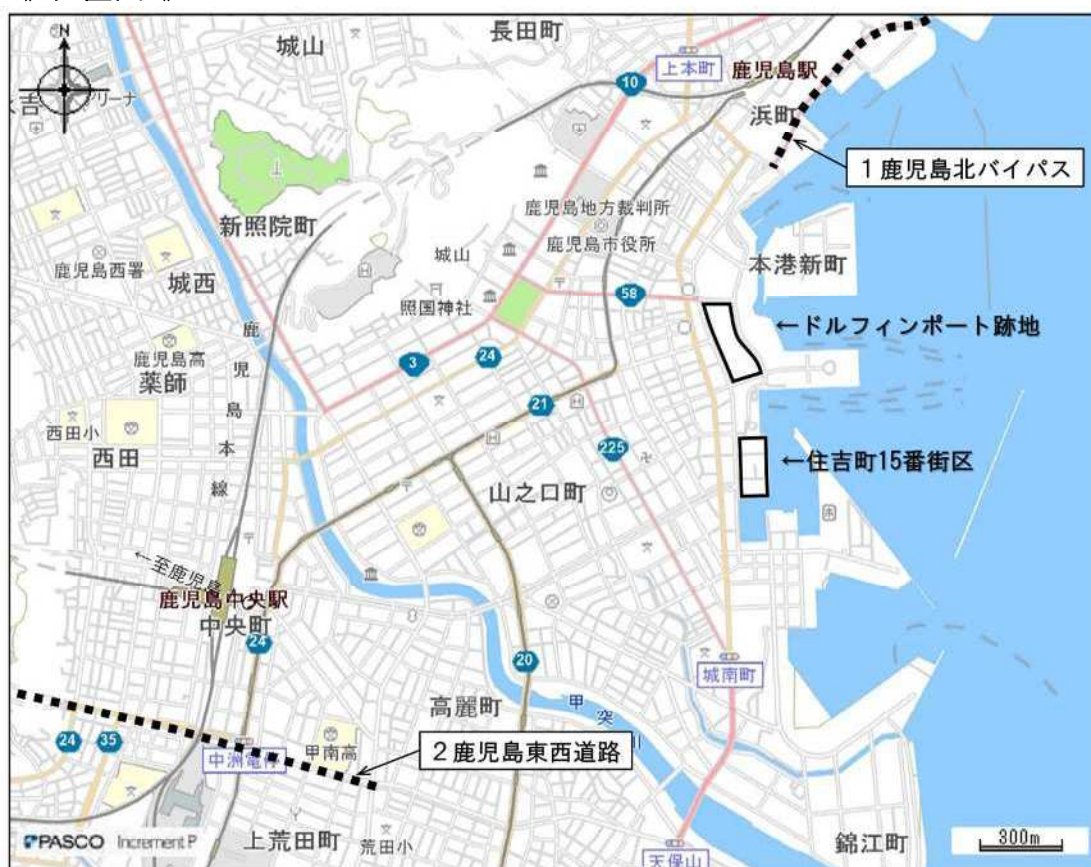 N
城山
長田町
上本町
鹿児島駅
10
浜町
アリーナ
1鹿児島北バイパス
新照院町
鹿児島地方裁判所
鹿児島市役所
城山
本港新町
鹿児島西署
城西
照国神社
58
←ドルフィンポート跡地
鹿児島高
薬師
鹿児島本線
3
24
21
西田小
西田
225
←住吉町15番街区
山之口町
←至鹿児島
鹿児島中央駅
中央町
24
20
城南町
高麗町
甲突川
24
35
中洲電停
甲南高
2鹿児島東西道路
上荒田町
荒田小
天保山
錦江町
300m
PASCO Increment P